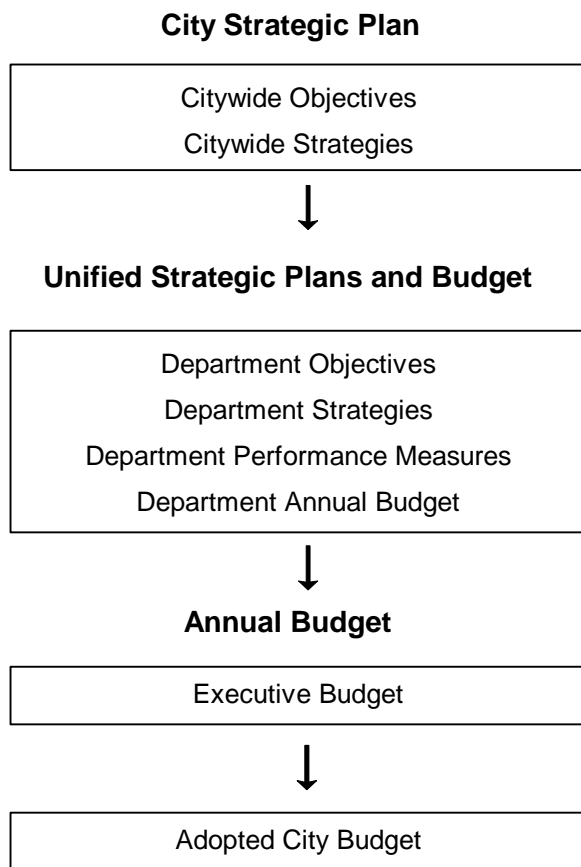 City Strategic Plan
Citywide Objectives
Citywide Strategies
Unified Strategic Plans and Budget
Department Objectives
Department Strategies
Department Performance Measures
Department Annual Budget
Annual Budget
Executive Budget
Adopted City Budget